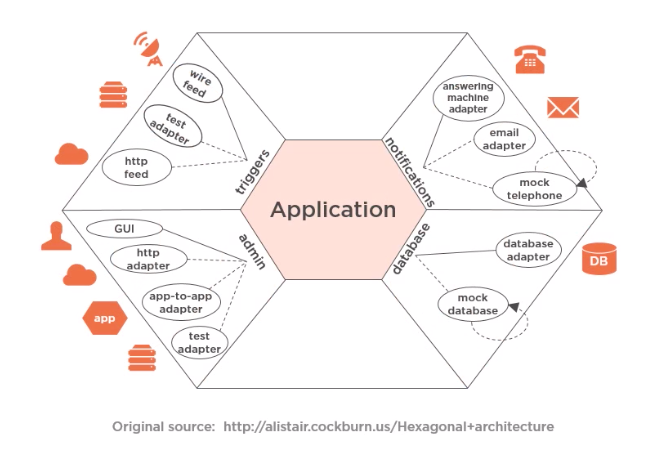 wire
feed
test
adapter
http
feed
triggers
answering
machine
adapter
email
adapter
mock
telephone
notifications
Application
GUI
http
adapter
app-to-app
adapter
test
adapter
admin
app
database
database
adapter
mock
database
DB
Original source: http://alistair.cockburn.us/Hexagonal+architecture